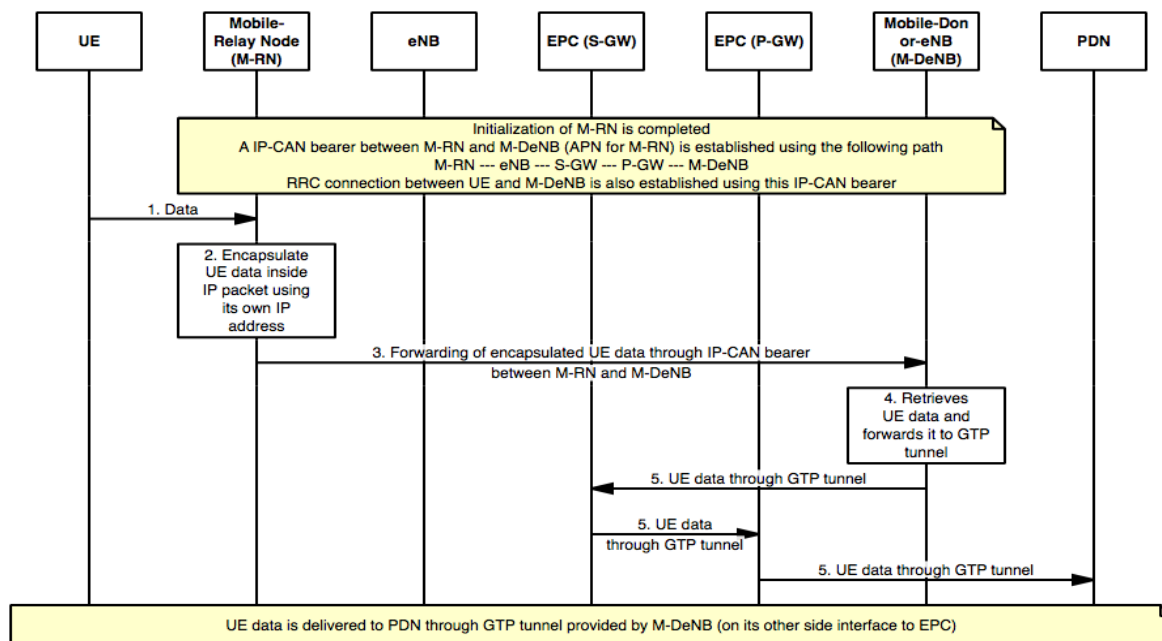 UE
Mobile-
Relay Node
(M-RN)
eNB
EPC (S-GW)
EPC (P-GW)
Mobile-Don
or-eNB
(M-DeNB)
PDN
Initialization of M-RN is completed
A IP-CAN bearer between M-RN and M-DeNB (APN for M-RN) is established using the following path
M-RN --- eNB --- S-GW --- P-GW --- M-DeNB
RRC connection between UE and M-DeNB is also established using this IP-CAN bearer
1. Data
2. Encapsulate
UE data inside
IP packet using
its own IP
address
3. Forwarding of encapsulated UE data through IP-CAN bearer
between M-RN and M-DeNB
4. Retrieves
UE data and
forwards it to GTP
tunnel
5. UE data through GTP tunnel
5. UE data
through GTP tunnel
5. UE data through GTP tunnel
UE data is delivered to PDN through GTP tunnel provided by M-DeNB (on its other side interface to EPC)